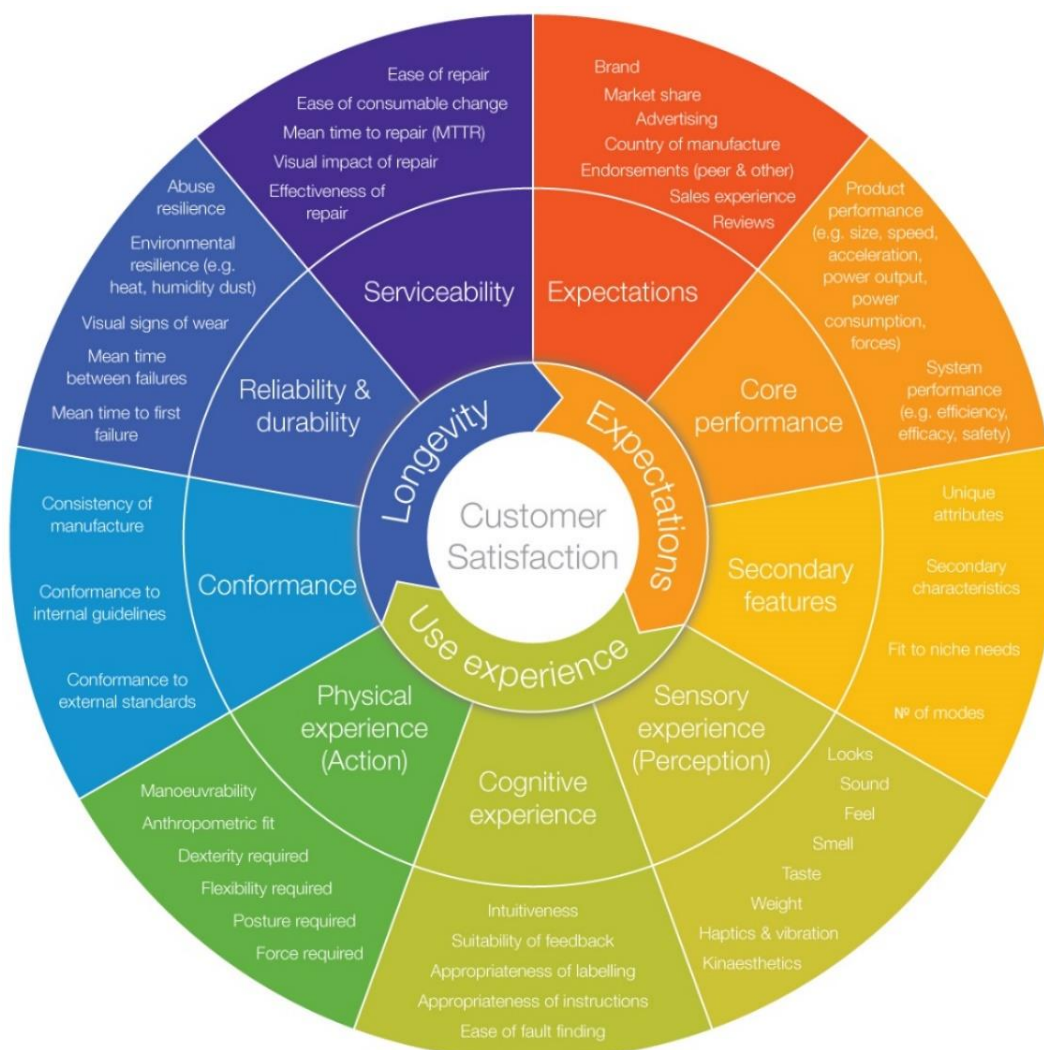 Customer
Satisfaction
Expectations
Use experience
Longevity
Expectations
Brand
Market share
Advertising
Country of manufacture
Endorsements (peer & other)
Sales experience
Reviews
Core
performance
Product
performance
(e.g. size, speed,
acceleration,
power output,
power
consumption,
forces)
System
performance
(e.g. efficiency,
efficacy, safety)
Secondary
features
Unique
attributes
Secondary
characteristics
Fit to niche needs
Nº of modes
Sensory
experience
(Perception)
Looks
Sound
Feel
Smell
Taste
Weight
Haptics & vibration
Kinaesthetics
Cognitive
experience
Intuitiveness
Suitability of feedback
Appropriateness of labelling
Appropriateness of instructions
Ease of fault finding
Physical
experience
(Action)
Manoeuvrability
Anthropometric fit
Dexterity required
Flexibility required
Posture required
Force required
Conformance
Consistency of
manufacture
Conformance to
internal guidelines
Conformance to
external standards
Reliability &
durability
Abuse
resilience
Environmental
resilience (e.g.
heat, humidity dust)
Visual signs of wear
Mean time
between failures
Mean time to first
failure
Serviceability
Ease of repair
Ease of consumable change
Mean time to repair (MTTR)
Visual impact of repair
Effectiveness of
repair